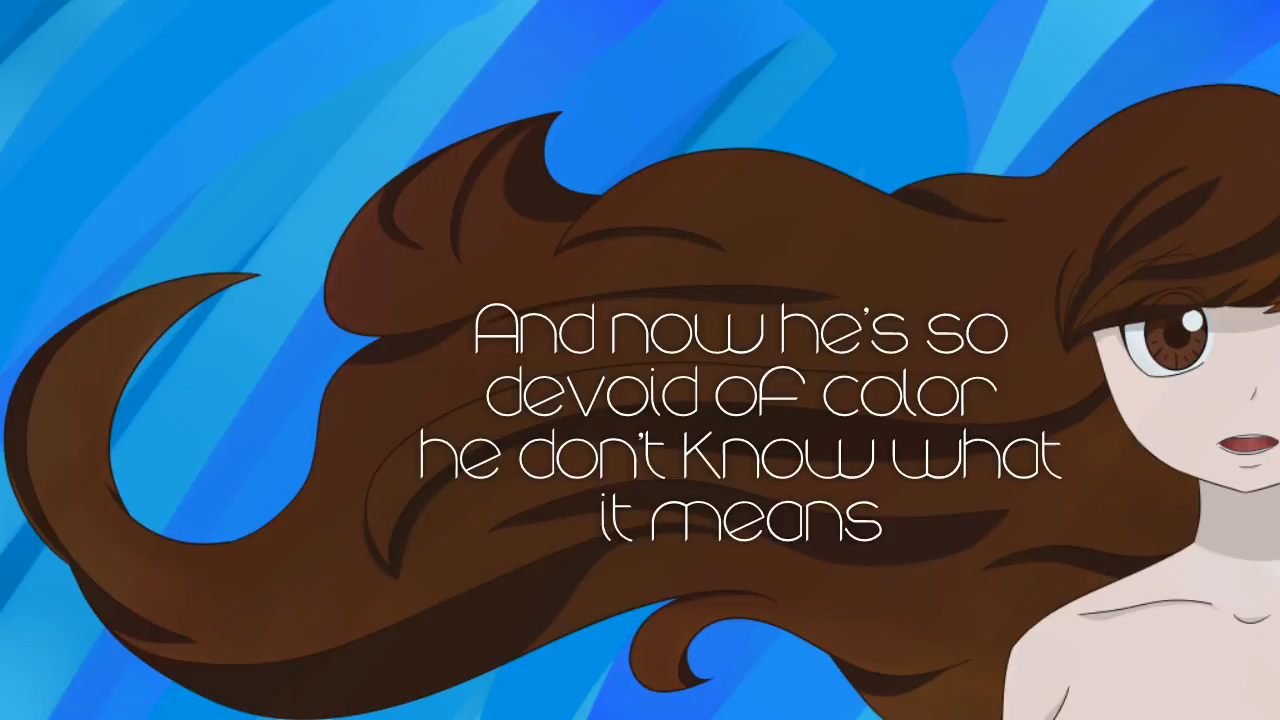 And now he's so
devoid of color
he don't know what
it means